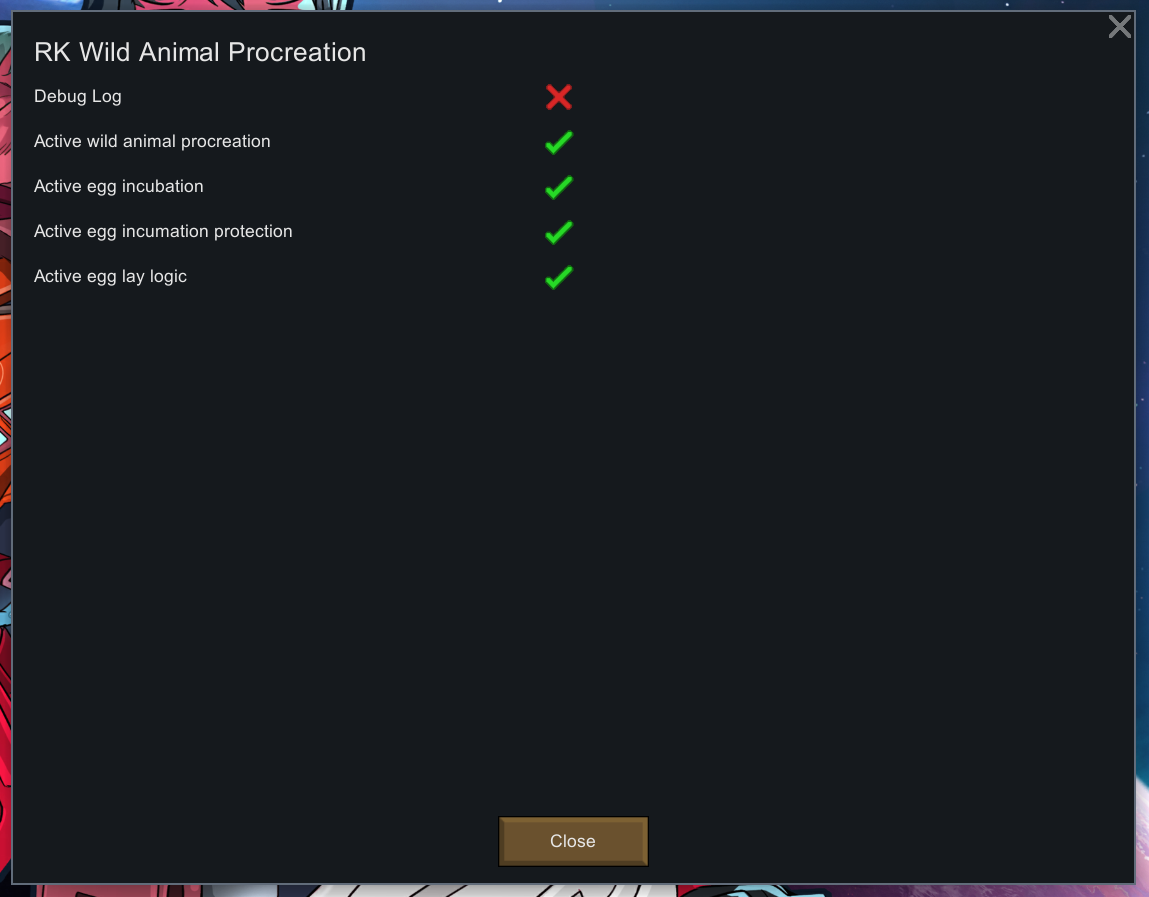 RK Wild Animal Procreation
Debug Log
Active wild animal procreation
Active egg incubation
Active egg incumation protection
Active egg lay logic
Close